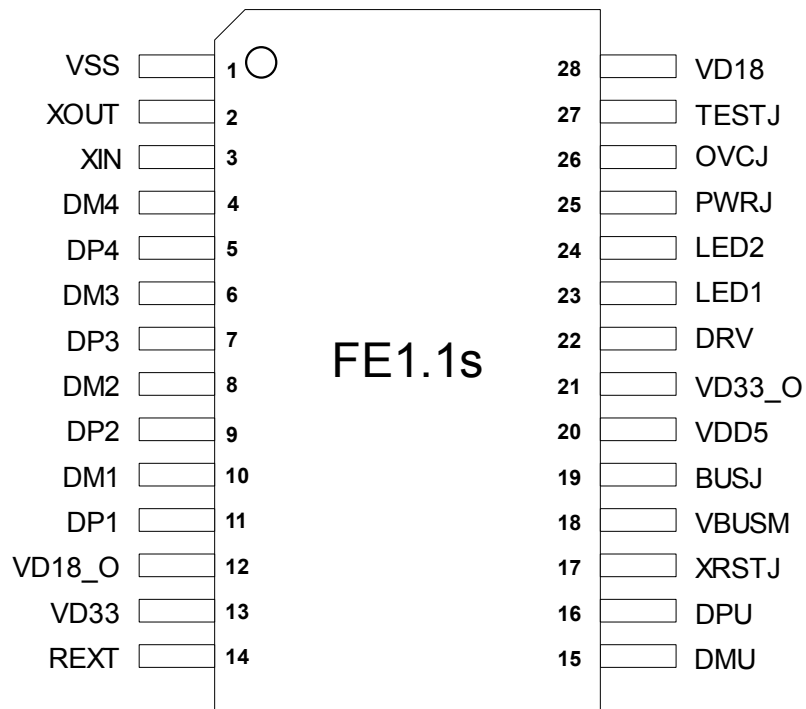 VSS 1 28 VD18
XOUT 2 27 TESTJ
XIN 3 26 OVCJ
DM4 4 25 PWRJ
DP4 5 24 LED2
DM3 6 23 LED1
DP3 7 22 DRV
FE1.1s
DM2 8 21 VD33_O
DP2 9 20 VDD5
DM1 10 19 BUSJ
DP1 11 18 VBUSM
VD18_O 12 17 XRSTJ
VD33 13 16 DPU
REXT 14 15 DMU